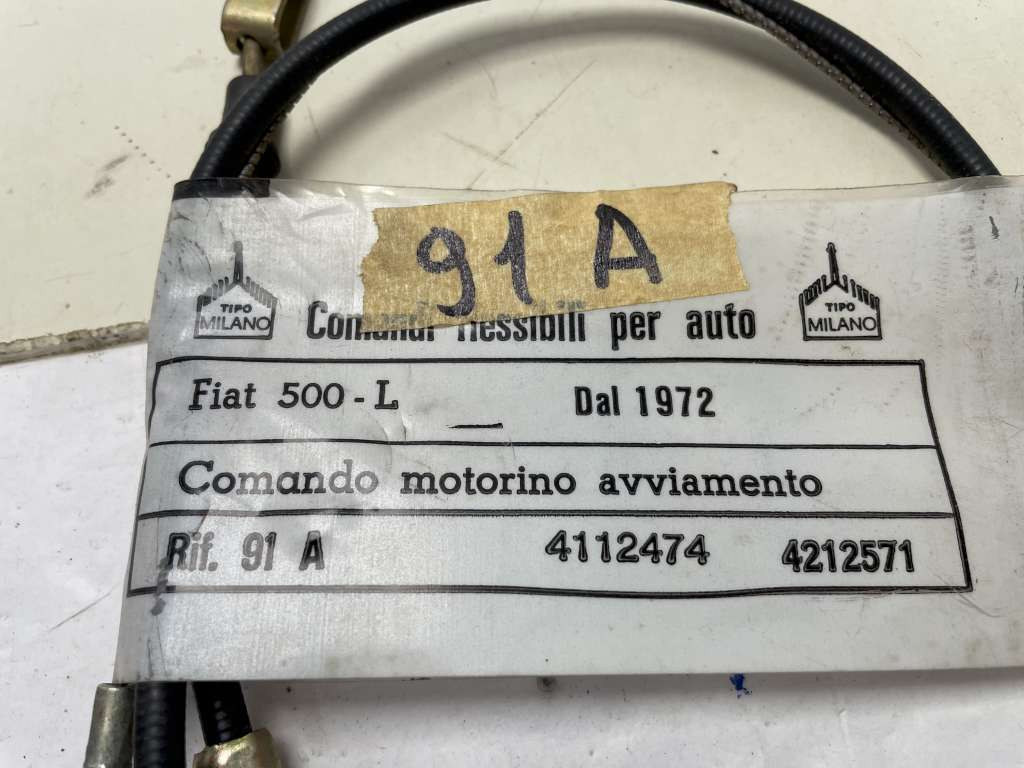 91 A
TIPO
MILANO
Comandi flessibili per auto
TIPO
MILANO
Fiat 500 - L Dal 1972
Comando motorino avviamento
Rif. 91 A 4112474 4212571